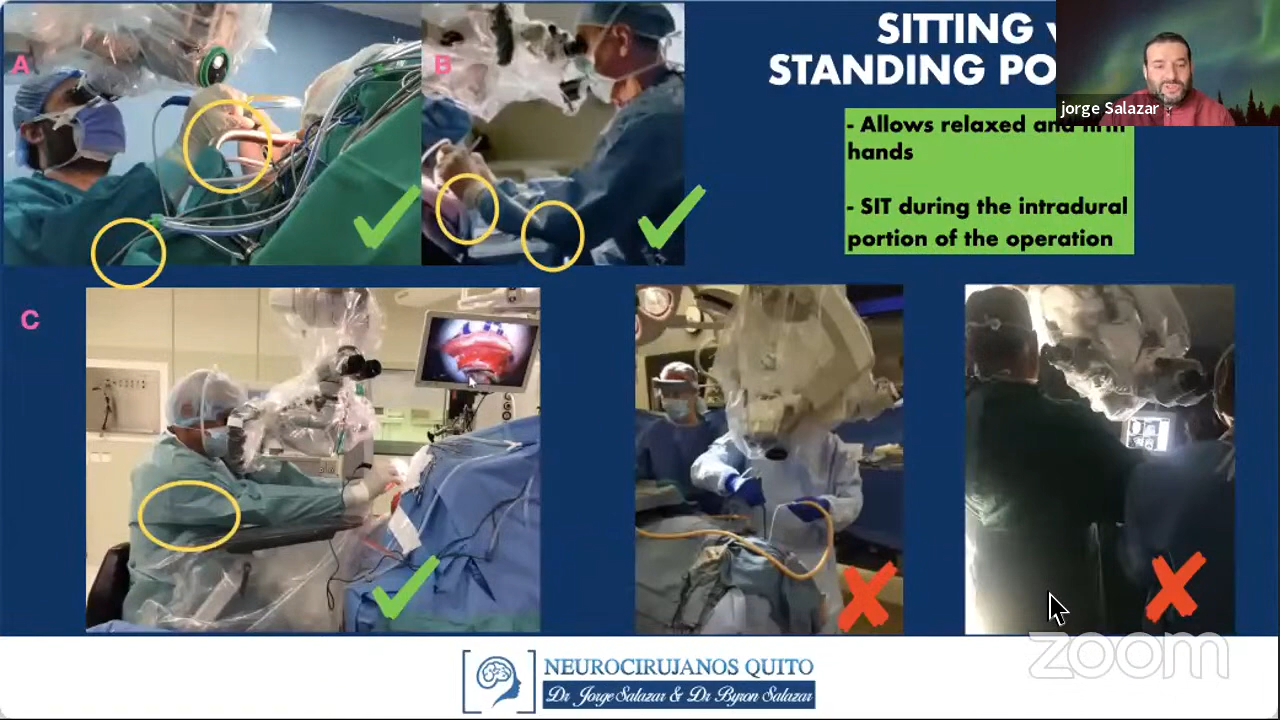 A
B
SITTING
STANDING PO
jorge Salazar
- Allows relaxed and firm
hands
- SIT during the intradural
portion of the operation
C
zoom
NEUROCIRUJANOS QUITO
Dr Jorge Salazar & Dr Byron Salazar